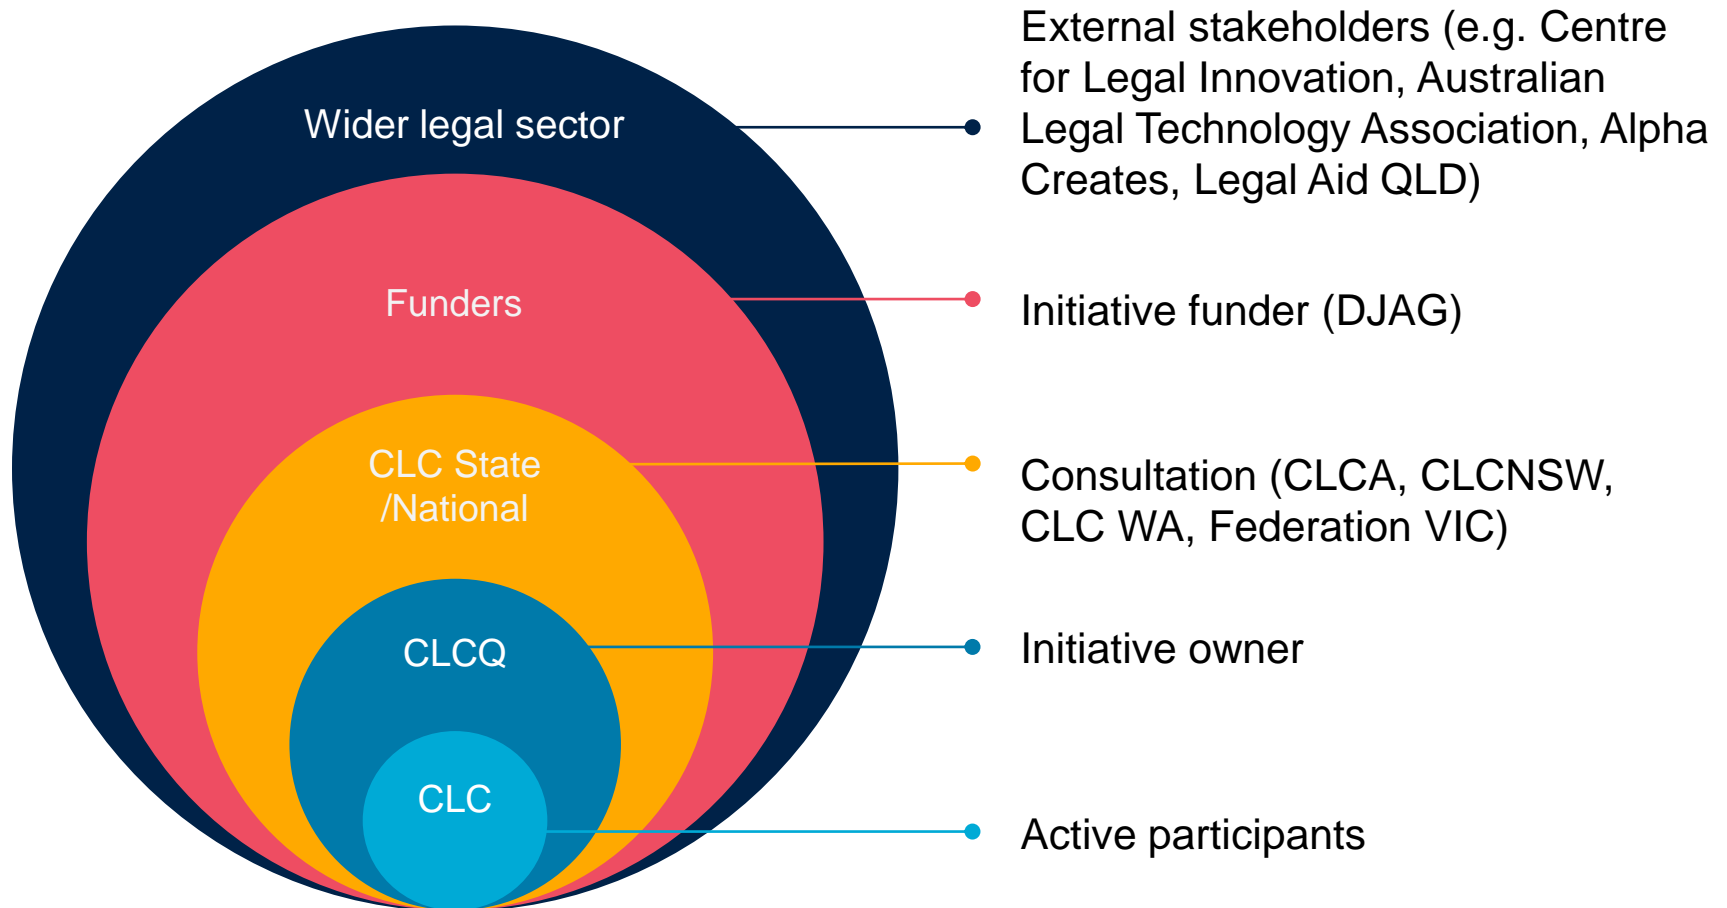 Wider legal sector
External stakeholders (e.g. Centre
for Legal Innovation, Australian
Legal Technology Association, Alpha
Creates, Legal Aid QLD)
Funders
Initiative funder (DJAG)
CLC State
/National
Consultation (CLCA, CLCNSW,
CLC WA, Federation VIC)
CLCQ
Initiative owner
CLC
Active participants